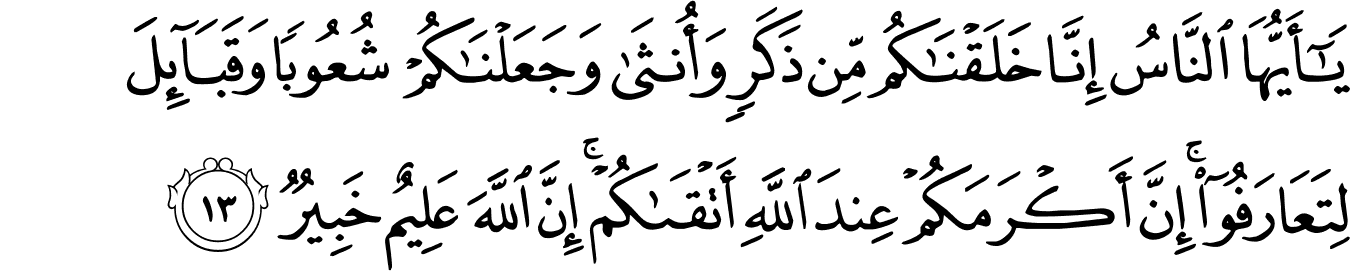 يَـٰٓأَيُّهَا ٱلنَّاسُ إِنَّا خَلَقْنَـٰكُم مِّن ذَكَرٍ وَأُنثَىٰ وَجَعَلْنَـٰكُمْ شُعُوبًا وَقَبَآئِلَ
لِتَعَارَفُوٓا۟ ۚ إِنَّ أَكْرَمَكُمْ عِندَ ٱللَّهِ أَتْقَىٰكُمْ ۚ إِنَّ ٱللَّهَ عَلِيمٌ خَبِيرٌ ١٣